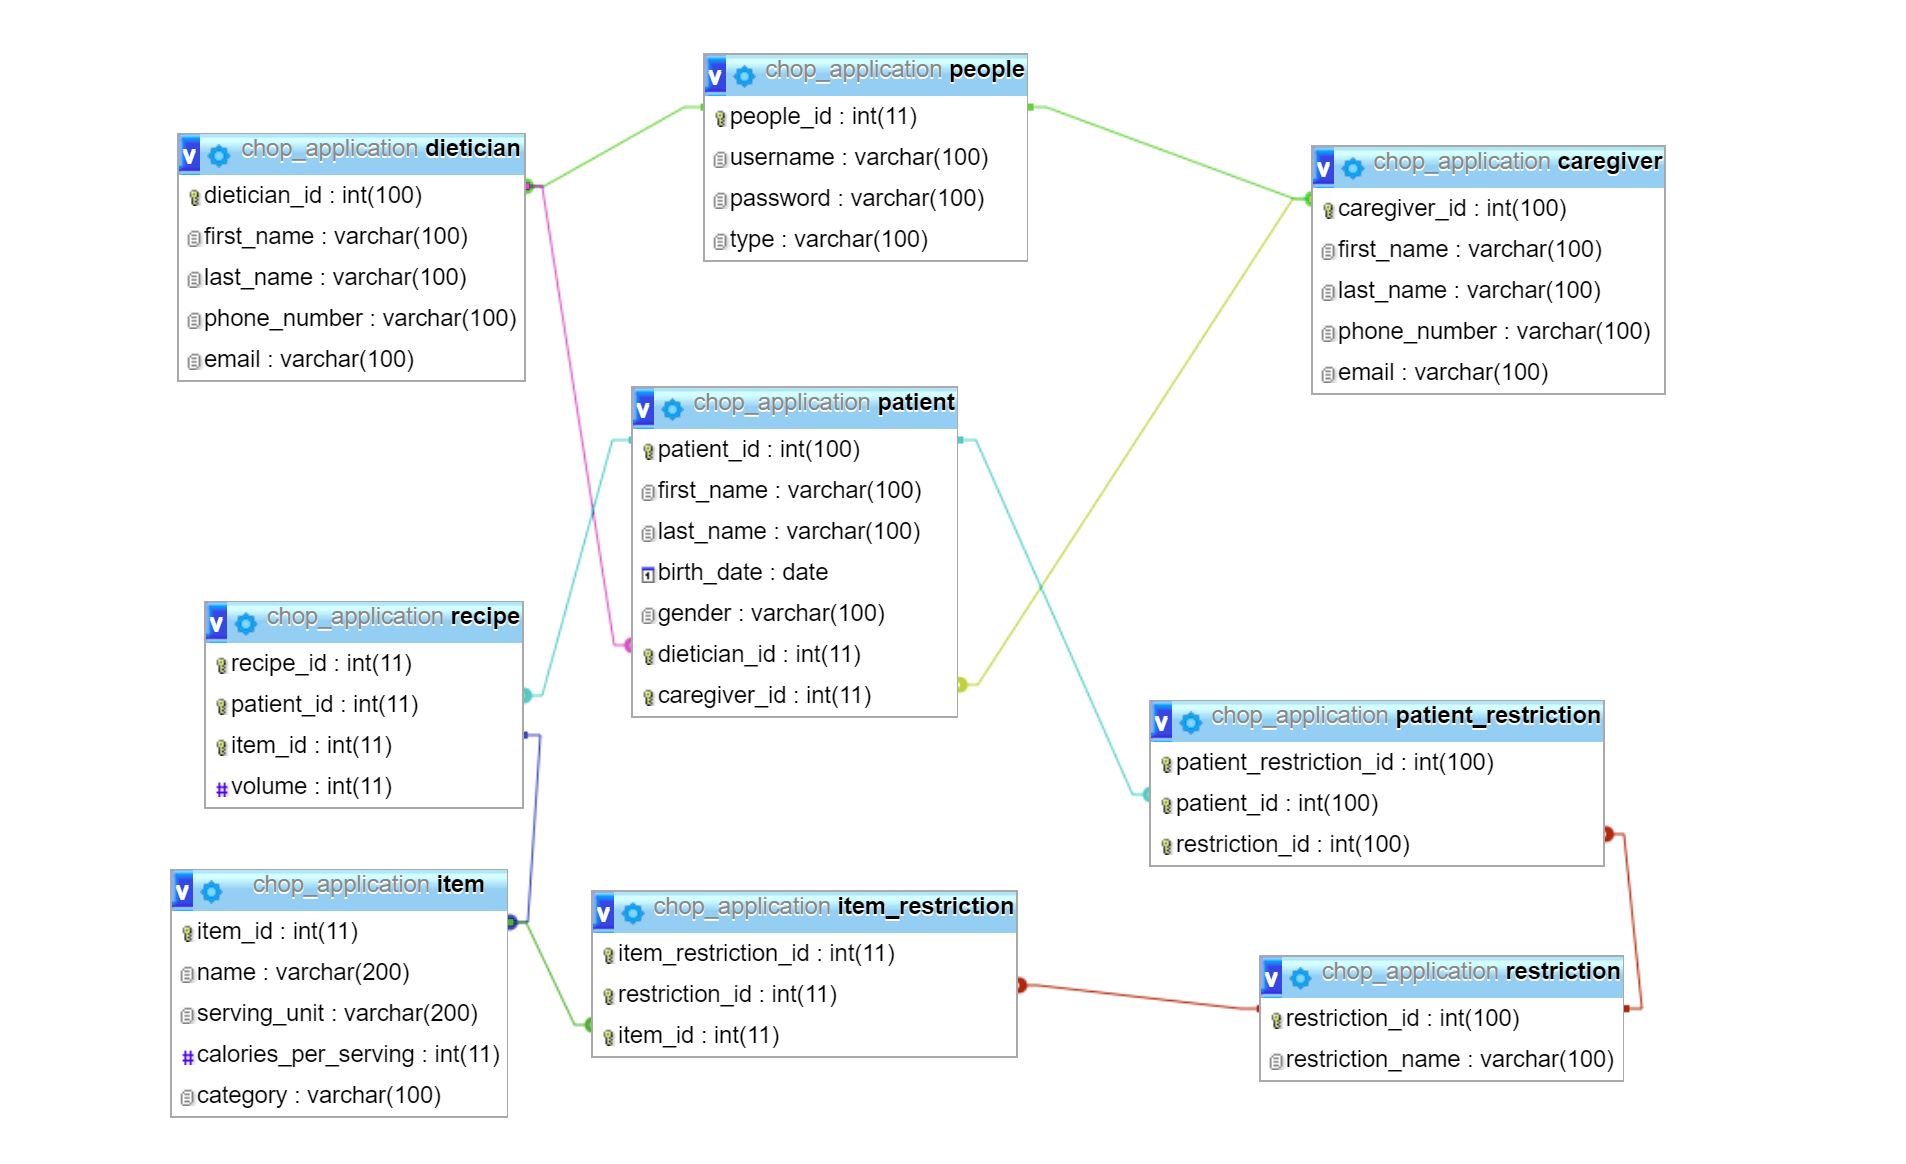 chop_application people
people_id : int(11)
username : varchar(100)
password : varchar(100)
type : varchar(100)
chop_application dietician
dietician_id : int(100)
first_name : varchar(100)
last_name : varchar(100)
phone_number : varchar(100)
email : varchar(100)
chop_application caregiver
caregiver_id : int(100)
first_name : varchar(100)
last_name : varchar(100)
phone_number : varchar(100)
email : varchar(100)
chop_application patient
patient_id : int(100)
first_name : varchar(100)
last_name : varchar(100)
birth_date : date
gender : varchar(100)
dietician_id : int(11)
caregiver_id : int(11)
chop_application recipe
recipe_id : int(11)
patient_id : int(11)
item_id : int(11)
# volume : int(11)
chop_application patient_restriction
patient_restriction_id : int(100)
patient_id : int(100)
restriction_id : int(100)
chop_application item
item_id : int(11)
name : varchar(200)
serving_unit : varchar(200)
# calories_per_serving : int(11)
category : varchar(100)
chop_application item_restriction
item_restriction_id : int(11)
restriction_id : int(11)
item_id : int(11)
chop_application restriction
restriction_id : int(100)
restriction_name : varchar(100)